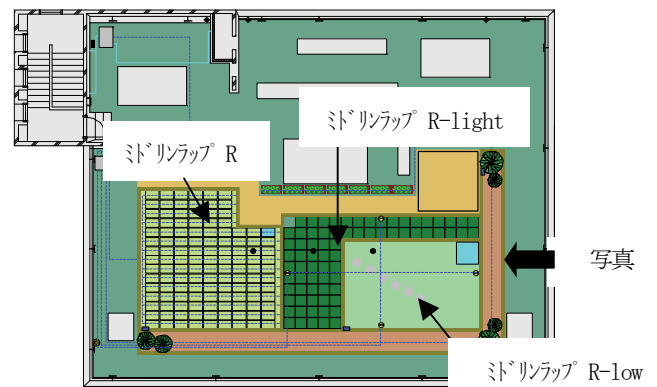 ﾐﾄﾞﾘﾝﾗｯﾌﾟ R-light
ﾐﾄﾞﾘﾝﾗｯﾌﾟ R
写真
ﾐﾄﾞﾘﾝﾗｯﾌﾟ R-low